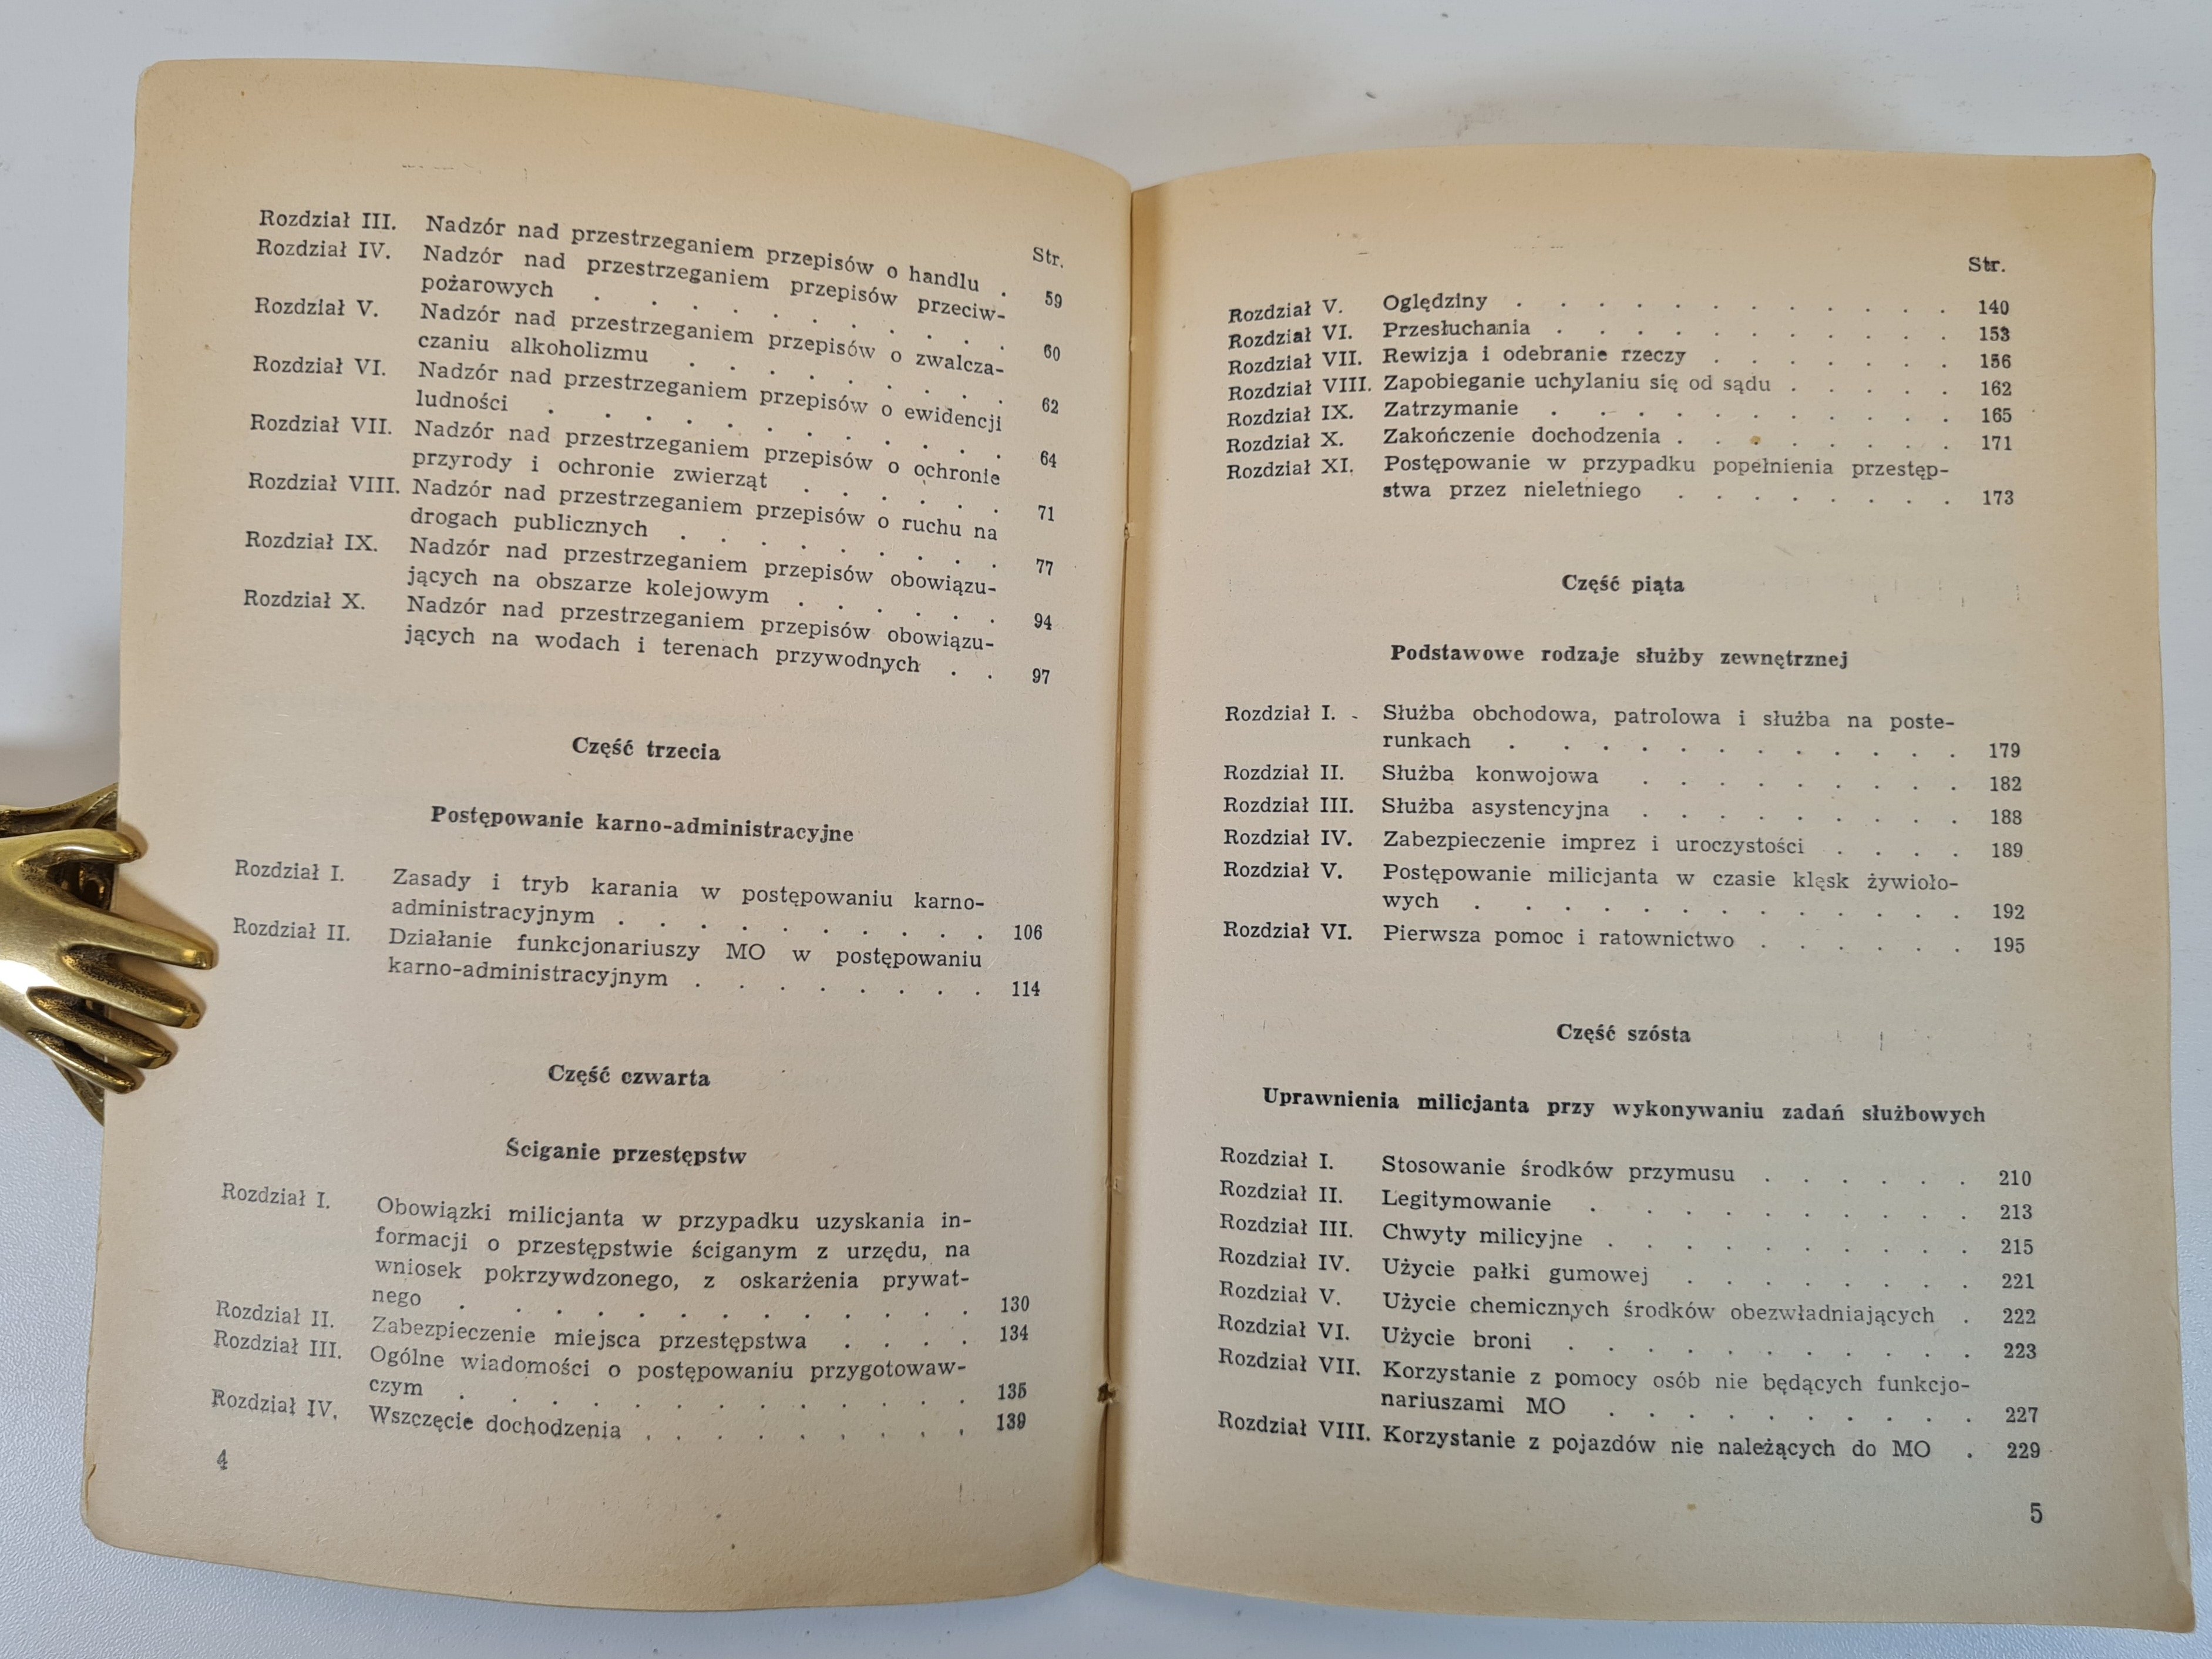 Str.
Rozdział III. Nadzór nad przestrzeganiem przepisów o handlu . 59
Rozdział IV. Nadzór nad przestrzeganiem przepisów przeciw-
pożarowych . . . . . . . . . 60
Rozdział V. Nadzór nad przestrzeganiem przepisów o zwalcza-
czaniu alkoholizmu . . . . . . . . 62
Rozdział VI. Nadzór nad przestrzeganiem przepisów o ewidencji
ludności . . . . . . . . . . 64
Rozdział VII. Nadzór nad przestrzeganiem przepisów o ochronie
przyrody i ochronie zwierząt . . . . . 71
Rozdział VIII. Nadzór nad przestrzeganiem przepisów o ruchu na
drogach publicznych . . . . . . . . 77
Rozdział IX. Nadzór nad przestrzeganiem przepisów obowiązu-
jących na obszarze kolejowym . . . . . 94
Rozdział X. Nadzór nad przestrzeganiem przepisów obowiązu-
jących na wodach i terenach przywodnych . . 97
Część trzecia
Postępowanie karno-administracyjne
Rozdział I. Zasady i tryb karania w postępowaniu karno-
administracyjnym . . . . . . . . . 106
Rozdział II. Działanie funkcjonariuszy MO w postępowaniu
karno-administracyjnym . . . . . . . . 114
Część czwarta
Ściganie przestępstw
Rozdział I. Obowiązki milicjanta w przypadku uzyskania in-
formacji o przestępstwie ściganym z urzędu, na
wniosek pokrzywdzonego, z oskarżenia prywat-
nego . . . . . . . . . . . . 130
Rozdział II. Zabezpieczenie miejsca przestępstwa . . . . 134
Rozdział III. Ogólne wiadomości o postępowaniu przygotowaw-
czym . . . . . . . . . . . . 135
Rozdział IV. Wszczęcie dochodzenia . . . . . . . . . 139
4
Str.
Rozdział V. Oględziny . . . . . . . . . . . 140
Rozdział VI. Przesłuchania . . . . . . . . . . 153
Rozdział VII. Rewizja i odebranie rzeczy . . . . . . 156
Rozdział VIII. Zapobieganie uchylaniu się od sądu . . . . 162
Rozdział IX. Zatrzymanie . . . . . . . . . . 165
Rozdział X. Zakończenie dochodzenia . . . . . . . 171
Rozdział XI. Postępowanie w przypadku popełnienia przestęp-
stwa przez nieletniego . . . . . . . 173
Część piąta
Podstawowe rodzaje służby zewnętrznej
Rozdział I. Służba obchodowa, patrolowa i służba na poste-
runkach . . . . . . . . . . . 179
Rozdział II. Służba konwojowa . . . . . . . . 182
Rozdział III. Służba asystencyjna . . . . . . . . 188
Rozdział IV. Zabezpieczenie imprez i uroczystości . . . . 189
Rozdział V. Postępowanie milicjanta w czasie klęsk żywioło-
wych . . . . . . . . . . . . 192
Rozdział VI. Pierwsza pomoc i ratownictwo . . . . . . 195
Część szósta
Uprawnienia milicjanta przy wykonywaniu zadań służbowych
Rozdział I. Stosowanie środków przymusu . . . . . . 210
Rozdział II. Legitymowanie . . . . . . . . . . 213
Rozdział III. Chwyty milicyjne . . . . . . . . . . 215
Rozdział IV. Użycie pałki gumowej . . . . . . . . 221
Rozdział V. Użycie chemicznych środków obezwładniających . 222
Rozdział VI. Użycie broni . . . . . . . . . . . 223
Rozdział VII. Korzystanie z pomocy osób nie będących funkcjo-
nariuszami MO . . . . . . . . . . 227
Rozdział VIII. Korzystanie z pojazdów nie należących do MO . 229
5